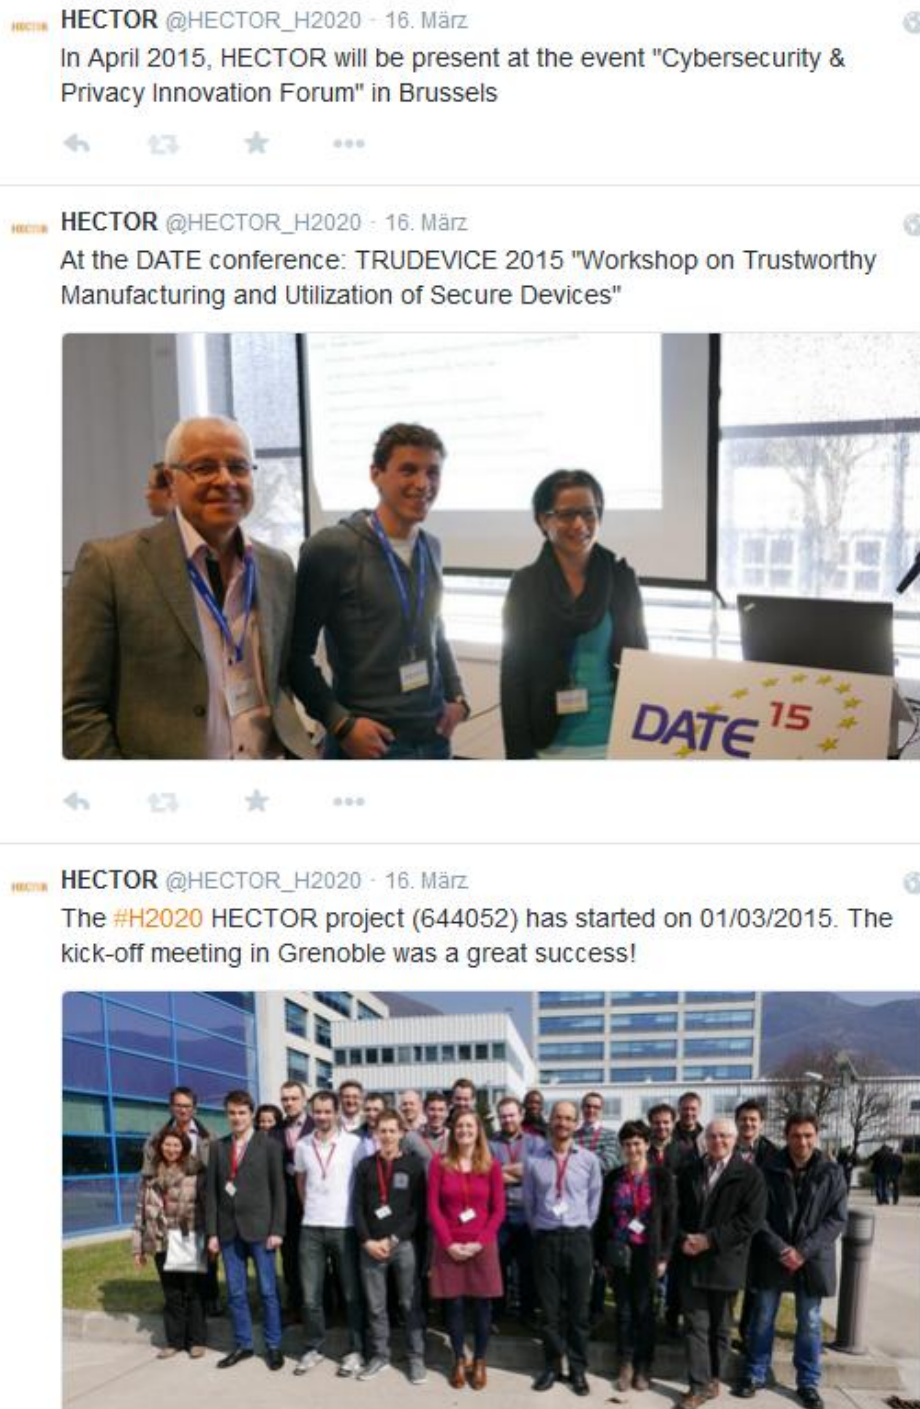 HECTOR HECTOR @HECTOR_H2020 · 16. März
In April 2015, HECTOR will be present at the event "Cybersecurity &
Privacy Innovation Forum" in Brussels
HECTOR HECTOR @HECTOR_H2020 · 16. März
At the DATE conference: TRUDEVICE 2015 "Workshop on Trustworthy
Manufacturing and Utilization of Secure Devices"
DATE 15
HECTOR HECTOR @HECTOR_H2020 · 16. März
The #H2020 HECTOR project (644052) has started on 01/03/2015. The
kick-off meeting in Grenoble was a great success!